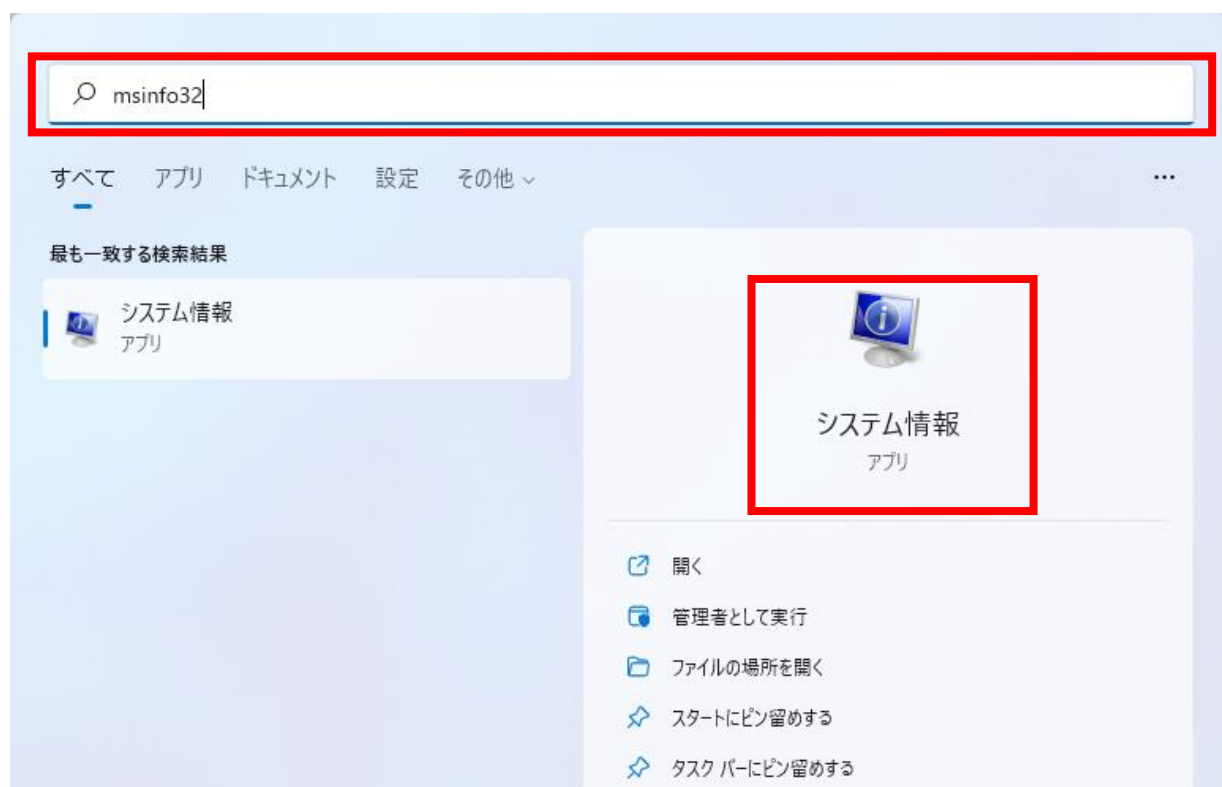 msinfo32
すべて アプリ ドキュメント 設定 その他
最も一致する検索結果
システム情報
アプリ
システム情報
アプリ
開く
管理者として実行
ファイルの場所を開く
スタートにピン留めする
タスク バーにピン留めする